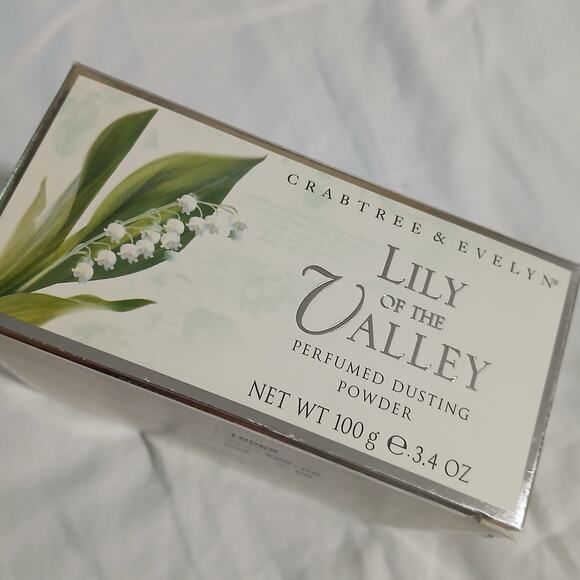 CRABTREE & EVELYN®
LILY
OF THE
VALLEY
PERFUMED DUSTING
POWDER
NET WT 100 g e 3.4 OZ